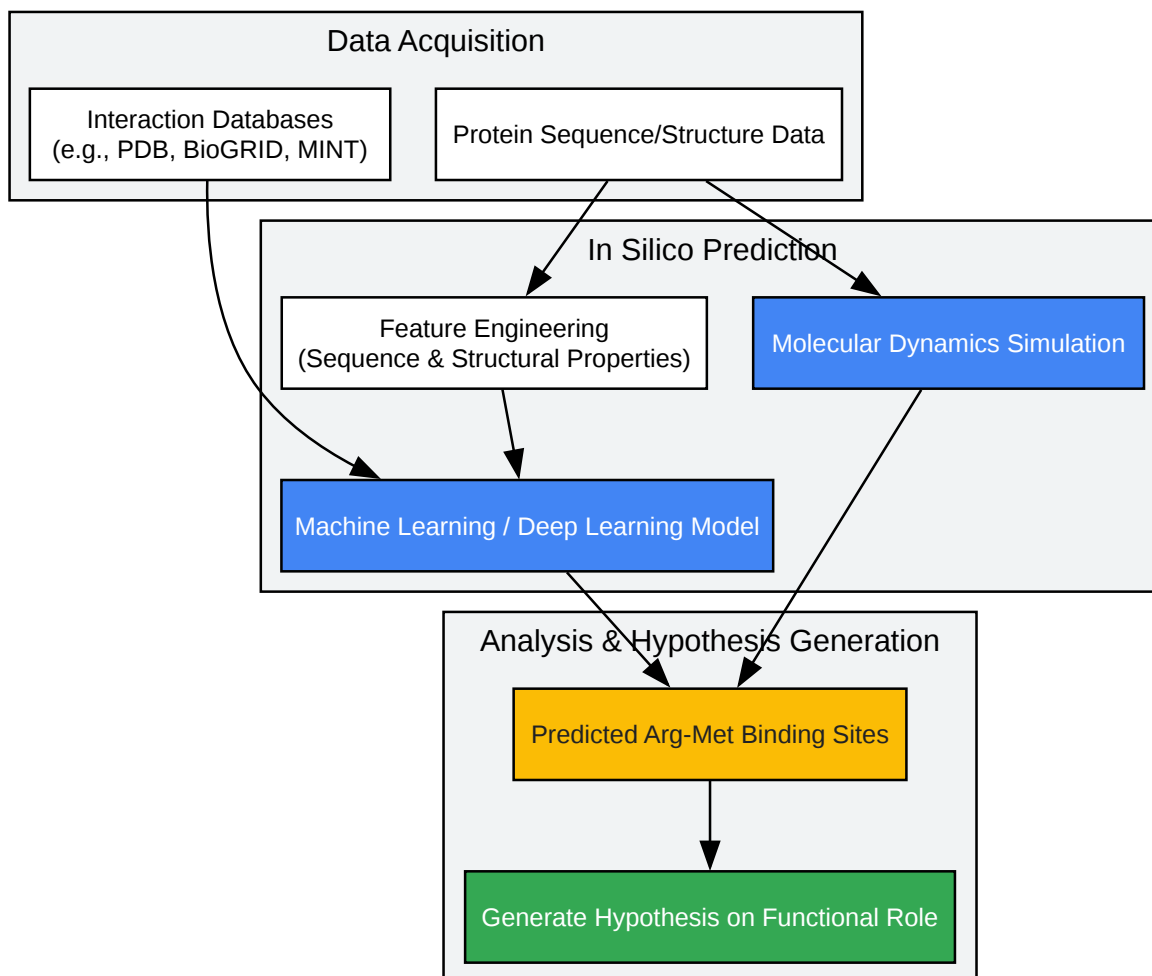 Data Acquisition
Interaction Databases
(e.g., PDB, BioGRID, MINT)
Protein Sequence/Structure Data
In Silico Prediction
Feature Engineering
(Sequence & Structural Properties)
Molecular Dynamics Simulation
Machine Learning / Deep Learning Model
Analysis & Hypothesis Generation
Predicted Arg-Met Binding Sites
Generate Hypothesis on Functional Role